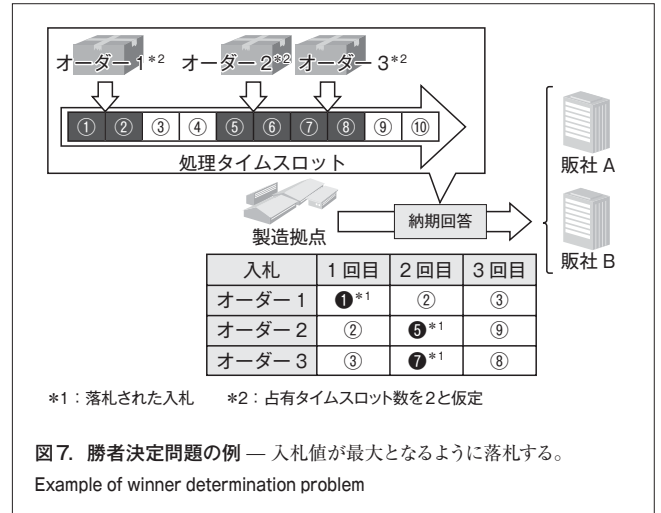 オーダー 1*2 オーダー 2*2 オーダー 3*2
① ② ③ ④ ⑤ ⑥ ⑦ ⑧ ⑨ ⑩
処理タイムスロット
販社 A
製造拠点
納期回答
販社 B
入札 1 回目 2 回目 3 回目
オーダー 1 ❶*1 ② ③
オーダー 2 ② ❺*1 ⑨
オーダー 3 ③ ❼*1 ⑧
*1：落札された入札 *2：占有タイムスロット数を2と仮定
図7. 勝者決定問題の例 — 入札値が最大となるように落札する。
Example of winner determination problem